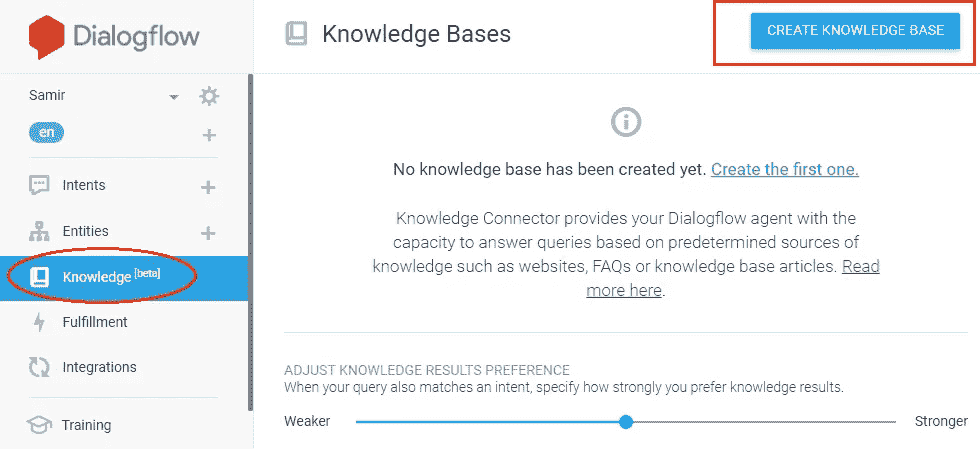 Dialogflow
Samir
en
Intents
Entities
Knowledge [beta]
Fulfillment
Integrations
Training
Knowledge Bases
CREATE KNOWLEDGE BASE
No knowledge base has been created yet. Create the first one.
Knowledge Connector provides your Dialogflow agent with the
capacity to answer queries based on predetermined sources of
knowledge such as websites, FAQs or knowledge base articles. Read
more here.
ADJUST KNOWLEDGE RESULTS PREFERENCE
When your query also matches an intent, specify how strongly you prefer knowledge results.
Weaker
Stronger